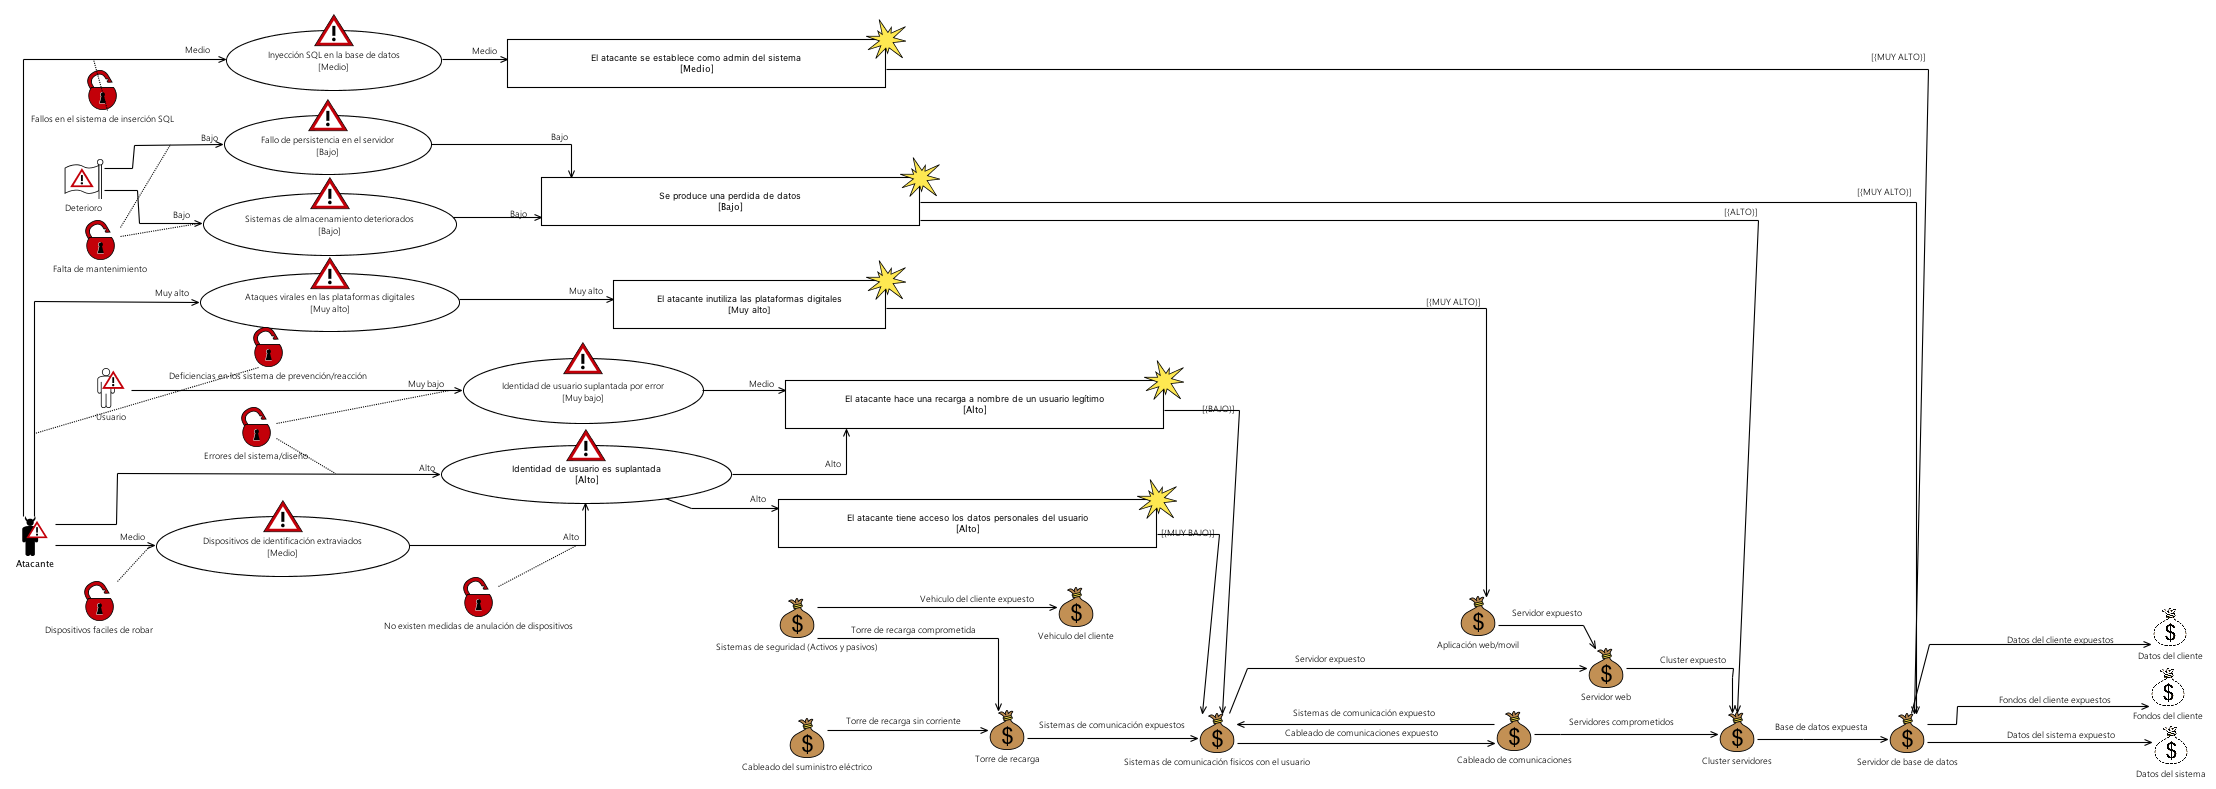 Medio
Inyección SQL en la base de datos
[Medio]
Medio
El atacante se establece como admin del sistema
[Medio]
[{MUY ALTO}]
Fallos en el sistema de inserción SQL
Bajo
Fallo de persistencia en el servidor
[Bajo]
Bajo
Deterioro
Bajo
Sistemas de almacenamiento deteriorados
[Bajo]
Bajo
Se produce una perdida de datos
[Bajo]
[{MUY ALTO}]
[{ALTO}]
Falta de mantenimiento
Muy alto
Ataques virales en las plataformas digitales
[Muy alto]
Muy alto
El atacante inutiliza las plataformas digitales
[Muy alto]
[{MUY ALTO}]
Deficiencias en los sistema de prevención/reacción
Usuario
Muy bajo
Identidad de usuario suplantada por error
[Muy bajo]
Medio
El atacante hace una recarga a nombre de un usuario legítimo
[Alto]
[{BAJO}]
Errores del sistema/diseño
Alto
Identidad de usuario es suplantada
[Alto]
Alto
Alto
El atacante tiene acceso los datos personales del usuario
[Alto]
[{MUY BAJO}]
Atacante
Medio
Dispositivos de identificación extraviados
[Medio]
Alto
Dispositivos faciles de robar
No existen medidas de anulación de dispositivos
Sistemas de seguridad (Activos y pasivos)
Vehiculo del cliente expuesto
Vehiculo del cliente
Torre de recarga comprometida
Aplicación web/movil
Servidor expuesto
Servidor expuesto
Servidor web
Cluster expuesto
Datos del cliente expuestos
Datos del cliente
Cableado del suministro eléctrico
Torre de recarga sin corriente
Torre de recarga
Sistemas de comunicación expuestos
Sistemas de comunicación fisicos con el usuario
Sistemas de comunicación expuesto
Cableado de comunicaciones expuesto
Cableado de comunicaciones
Servidores comprometidos
Cluster servidores
Base de datos expuesta
Servidor de base de datos
Fondos del cliente expuestos
Fondos del cliente
Datos del sistema expuesto
Datos del sistema